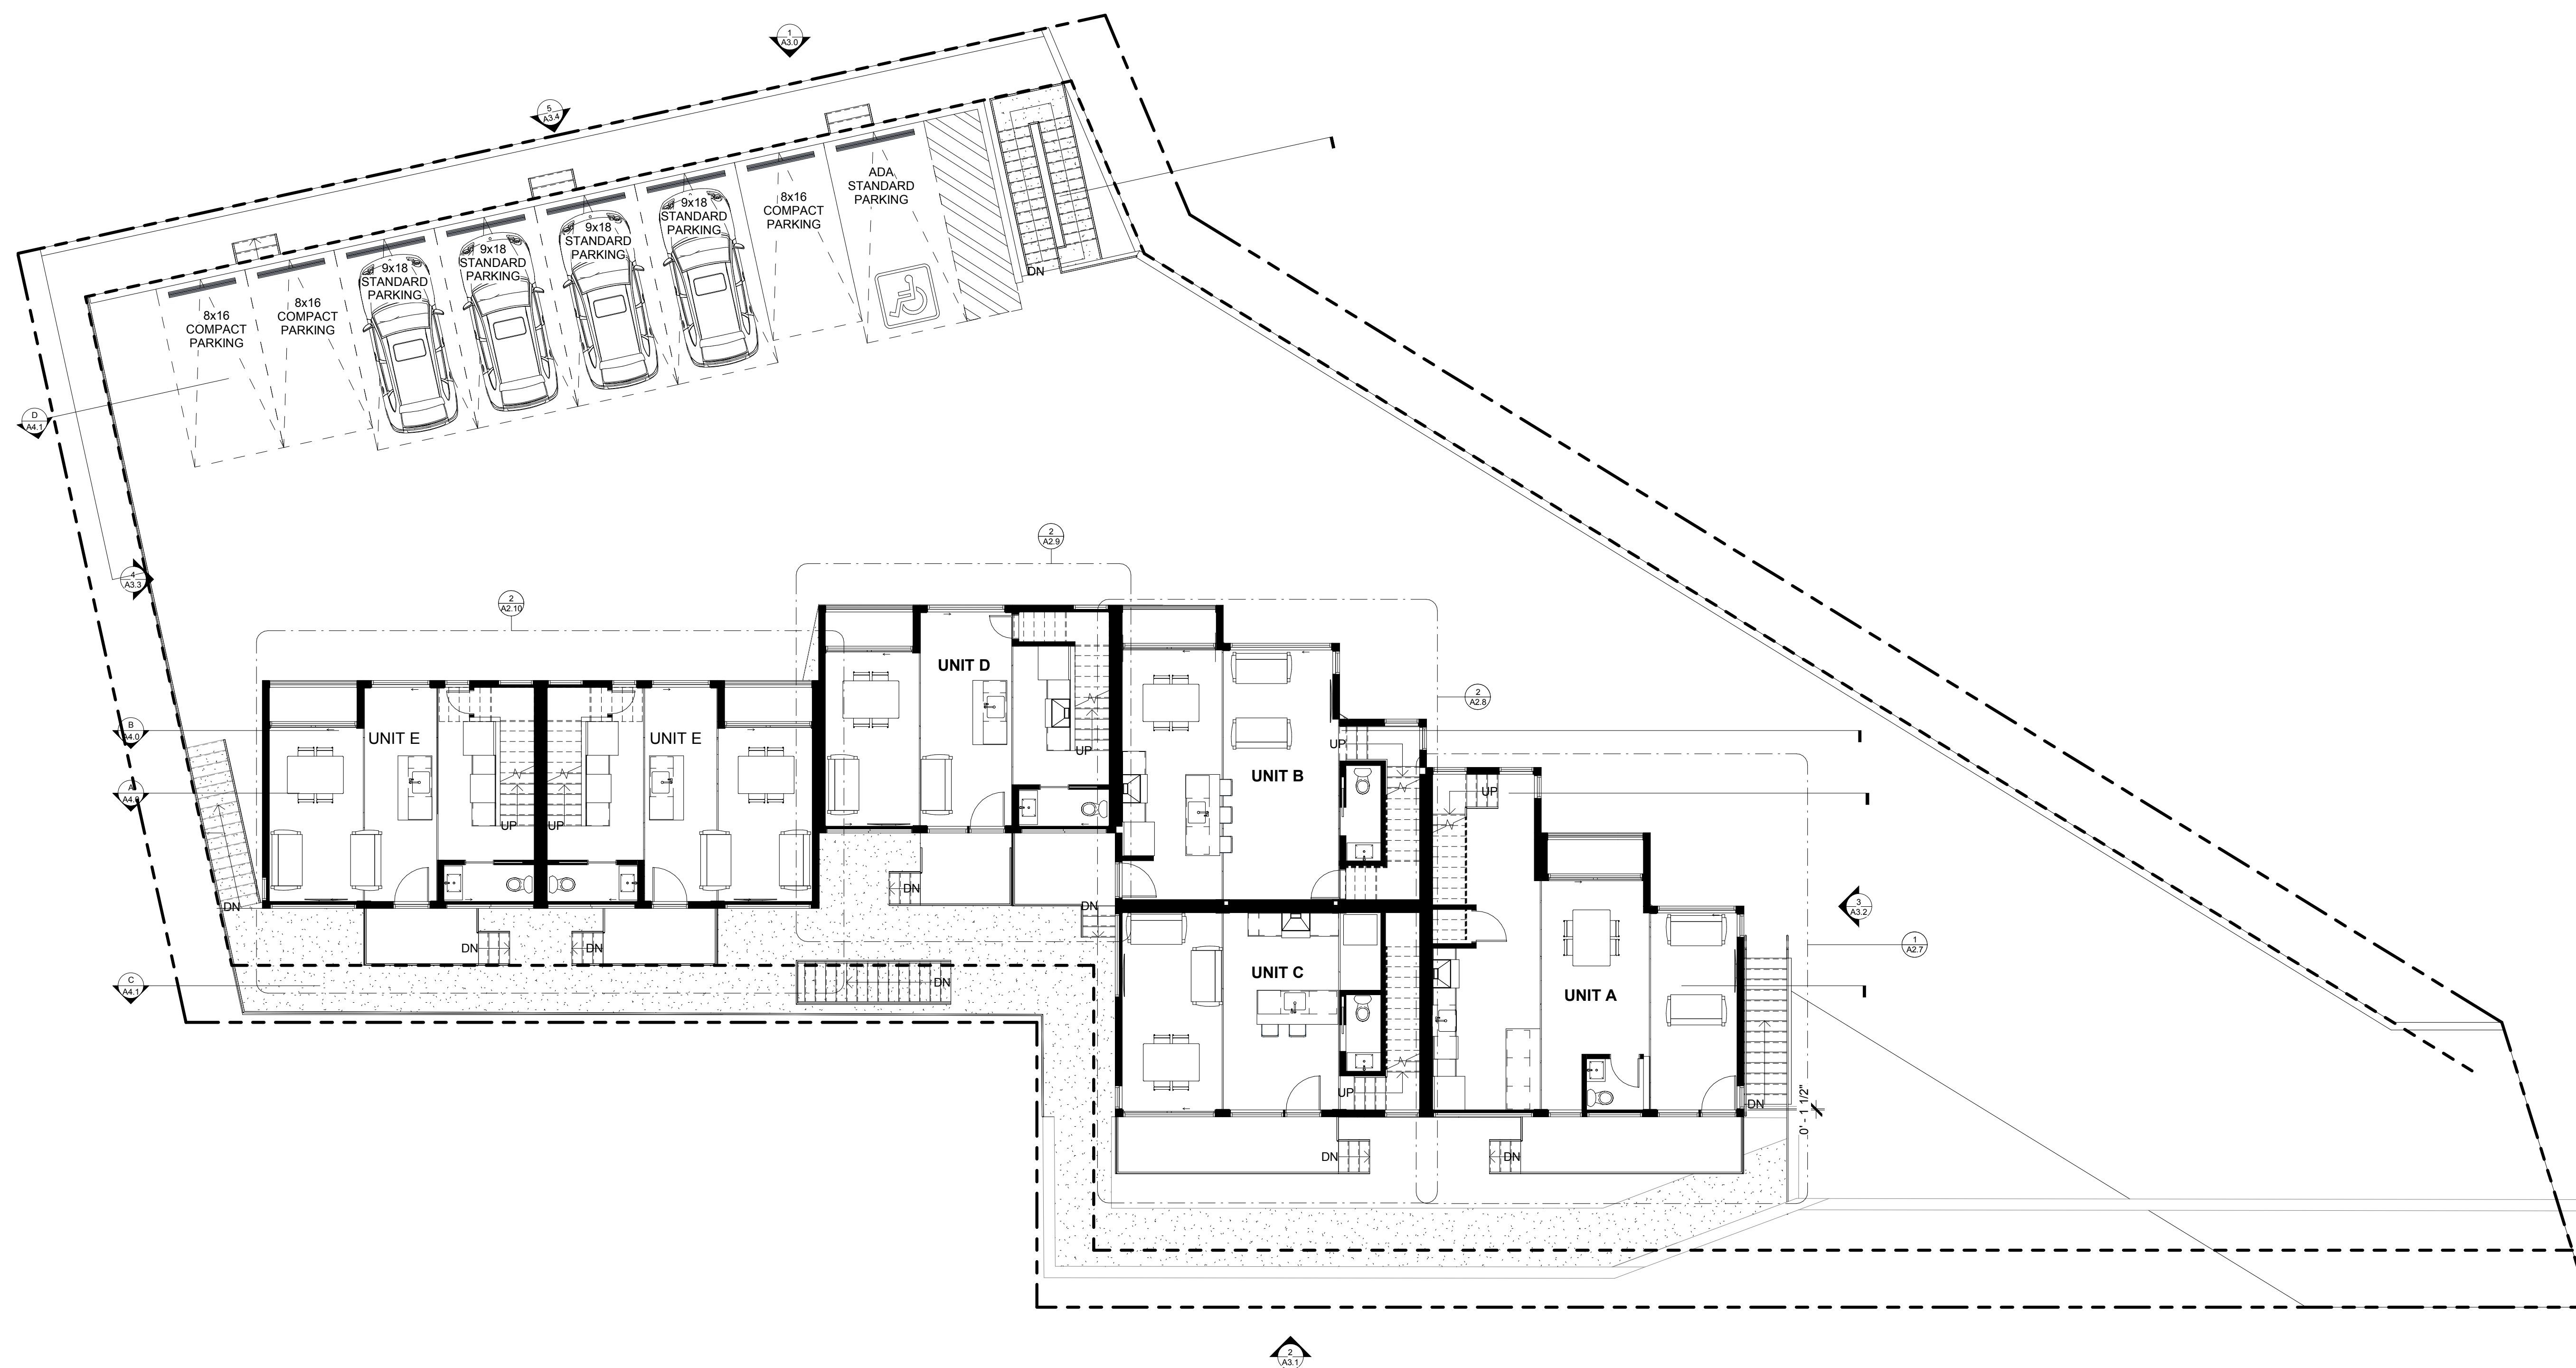 1
A3.0
5
A3.4
ADA
STANDARD
PARKING
8x16
COMPACT
PARKING
9x18
STANDARD
PARKING
9x18
STANDARD
PARKING
9x18
STANDARD
PARKING
9x18
STANDARD
PARKING
8x16
COMPACT
PARKING
8x16
COMPACT
PARKING
DN
D
A4.1
2
A2.9
4
A3.3
2
A2.10
UNIT D
2
A2.8
B
A4.0
UNIT E
UNIT E
UP
UP
UNIT B
A
UP
UP
UP
DN
DN
DN
3
A3.2
DN
DN
1
A2.7
C
A4.1
DN
UNIT C
UNIT A
UP
DN
0' - 1 1/2"
DN
DN
2
A3.1